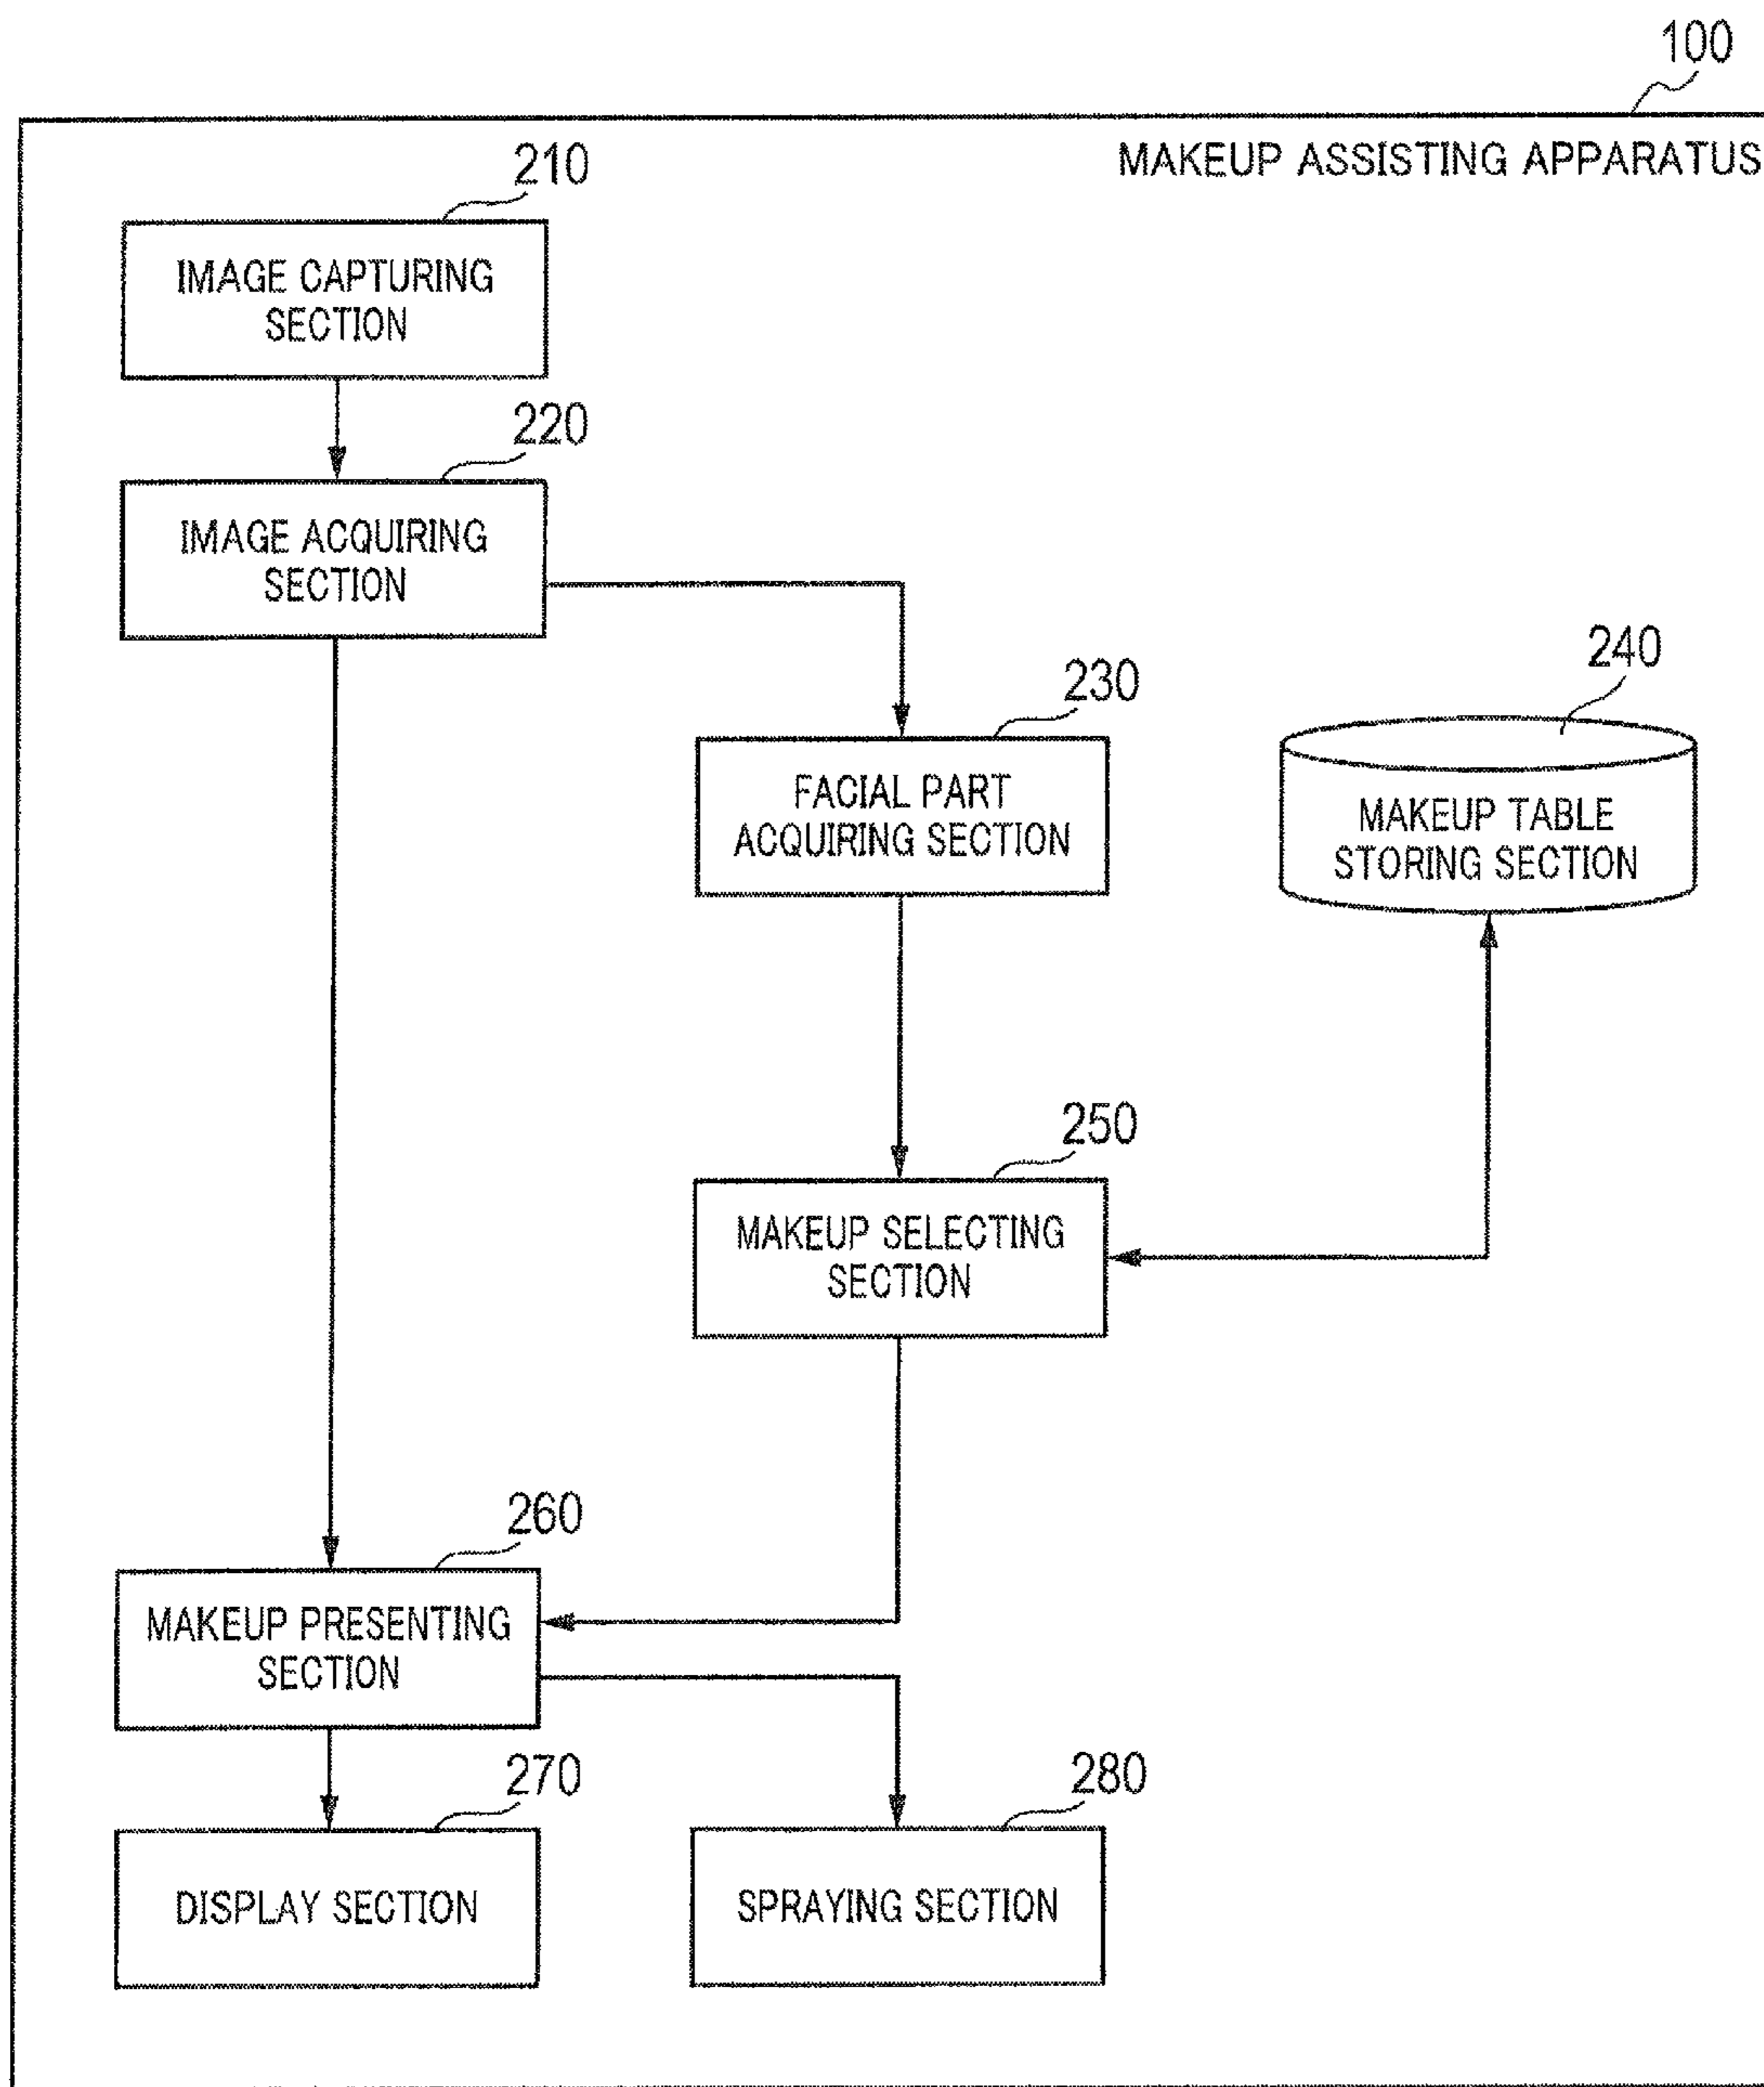 100
MAKEUP ASSISTING APPARATUS
210
IMAGE CAPTURING
SECTION
220
IMAGE ACQUIRING
SECTION
230
FACIAL PART
ACQUIRING SECTION
240
MAKEUP TABLE
STORING SECTION
250
MAKEUP SELECTING
SECTION
260
MAKEUP PRESENTING
SECTION
270
DISPLAY SECTION
280
SPRAYING SECTION